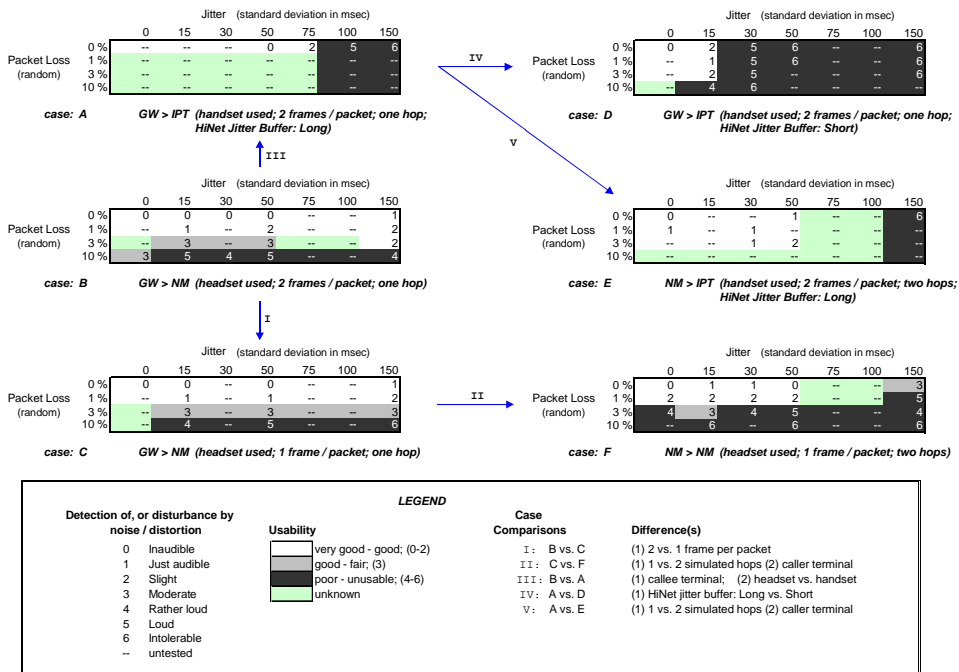 Jitter (standard deviation in msec)
0 15 30 50 75 100 150
0 % -- -- -- 0 2 5 6
Packet Loss 1 % -- -- -- -- -- -- --
(random) 3 % -- -- -- -- -- -- --
10 % -- -- -- -- -- -- --
case: A GW > IPT (handset used; 2 frames / packet; one hop;
HiNet Jitter Buffer: Long)
IV
Jitter (standard deviation in msec)
0 15 30 50 75 100 150
0 % 0 2 5 6 -- -- 6
Packet Loss 1 % -- 1 5 6 -- -- 6
(random) 3 % -- 2 5 -- -- -- 6
10 % -- 4 6 -- -- -- 6
case: D GW > IPT (handset used; 2 frames / packet; one hop;
HiNet Jitter Buffer: Short)
III
V
Jitter (standard deviation in msec)
0 15 30 50 75 100 150
0 % 0 0 0 0 -- -- 1
Packet Loss 1 % -- 1 -- 2 -- -- 2
(random) 3 % -- 3 -- 3 -- -- 2
10 % 3 5 4 5 -- -- 4
case: B GW > NM (headset used; 2 frames / packet; one hop)
Jitter (standard deviation in msec)
0 15 30 50 75 100 150
0 % 0 -- -- 1 -- -- 6
Packet Loss 1 % 1 -- 1 -- -- -- --
(random) 3 % -- -- 1 2 -- -- --
10 % -- -- -- -- -- -- --
case: E NM > IPT (handset used; 2 frames / packet; two hops;
HiNet Jitter Buffer: Long)
I
Jitter (standard deviation in msec)
0 15 30 50 75 100 150
0 % 0 0 -- 0 -- -- 1
Packet Loss 1 % -- 1 -- 1 -- -- 2
(random) 3 % -- 3 -- 3 -- -- 3
10 % -- 4 -- 5 -- -- 6
case: C GW > NM (headset used; 1 frame / packet; one hop)
II
Jitter (standard deviation in msec)
0 15 30 50 75 100 150
0 % 0 1 1 0 -- -- 3
Packet Loss 1 % 2 2 2 2 -- -- 5
(random) 3 % 4 3 4 5 -- -- 4
10 % -- 6 -- 6 -- -- 6
case: F NM > NM (headset used; 1 frame / packet; two hops)
LEGEND
Detection of, or disturbance by
noise / distortion
0 Inaudible
1 Just audible
2 Slight
3 Moderate
4 Rather loud
5 Loud
6 Intolerable
-- untested
Usability
very good - good; (0-2)
good - fair; (3)
poor - unusable; (4-6)
unknown
Case
Comparisons Difference(s)
I: B vs. C (1) 2 vs. 1 frame per packet
II: C vs. F (1) 1 vs. 2 simulated hops (2) caller terminal
III: B vs. A (1) callee terminal; (2) headset vs. handset
IV: A vs. D (1) HiNet jitter buffer: Long vs. Short
V: A vs. E (1) 1 vs. 2 simulated hops (2) caller terminal